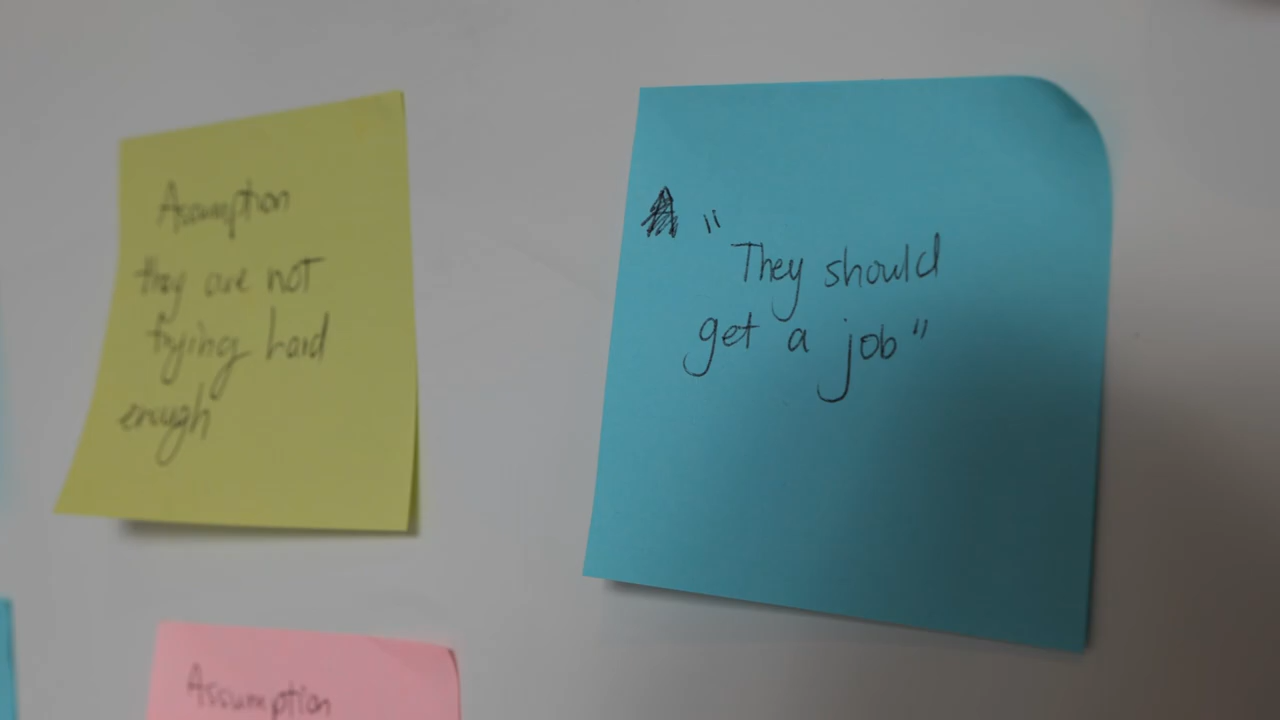 Assumption
they are not
trying hard
enough
"They should
get a job"
Assumption